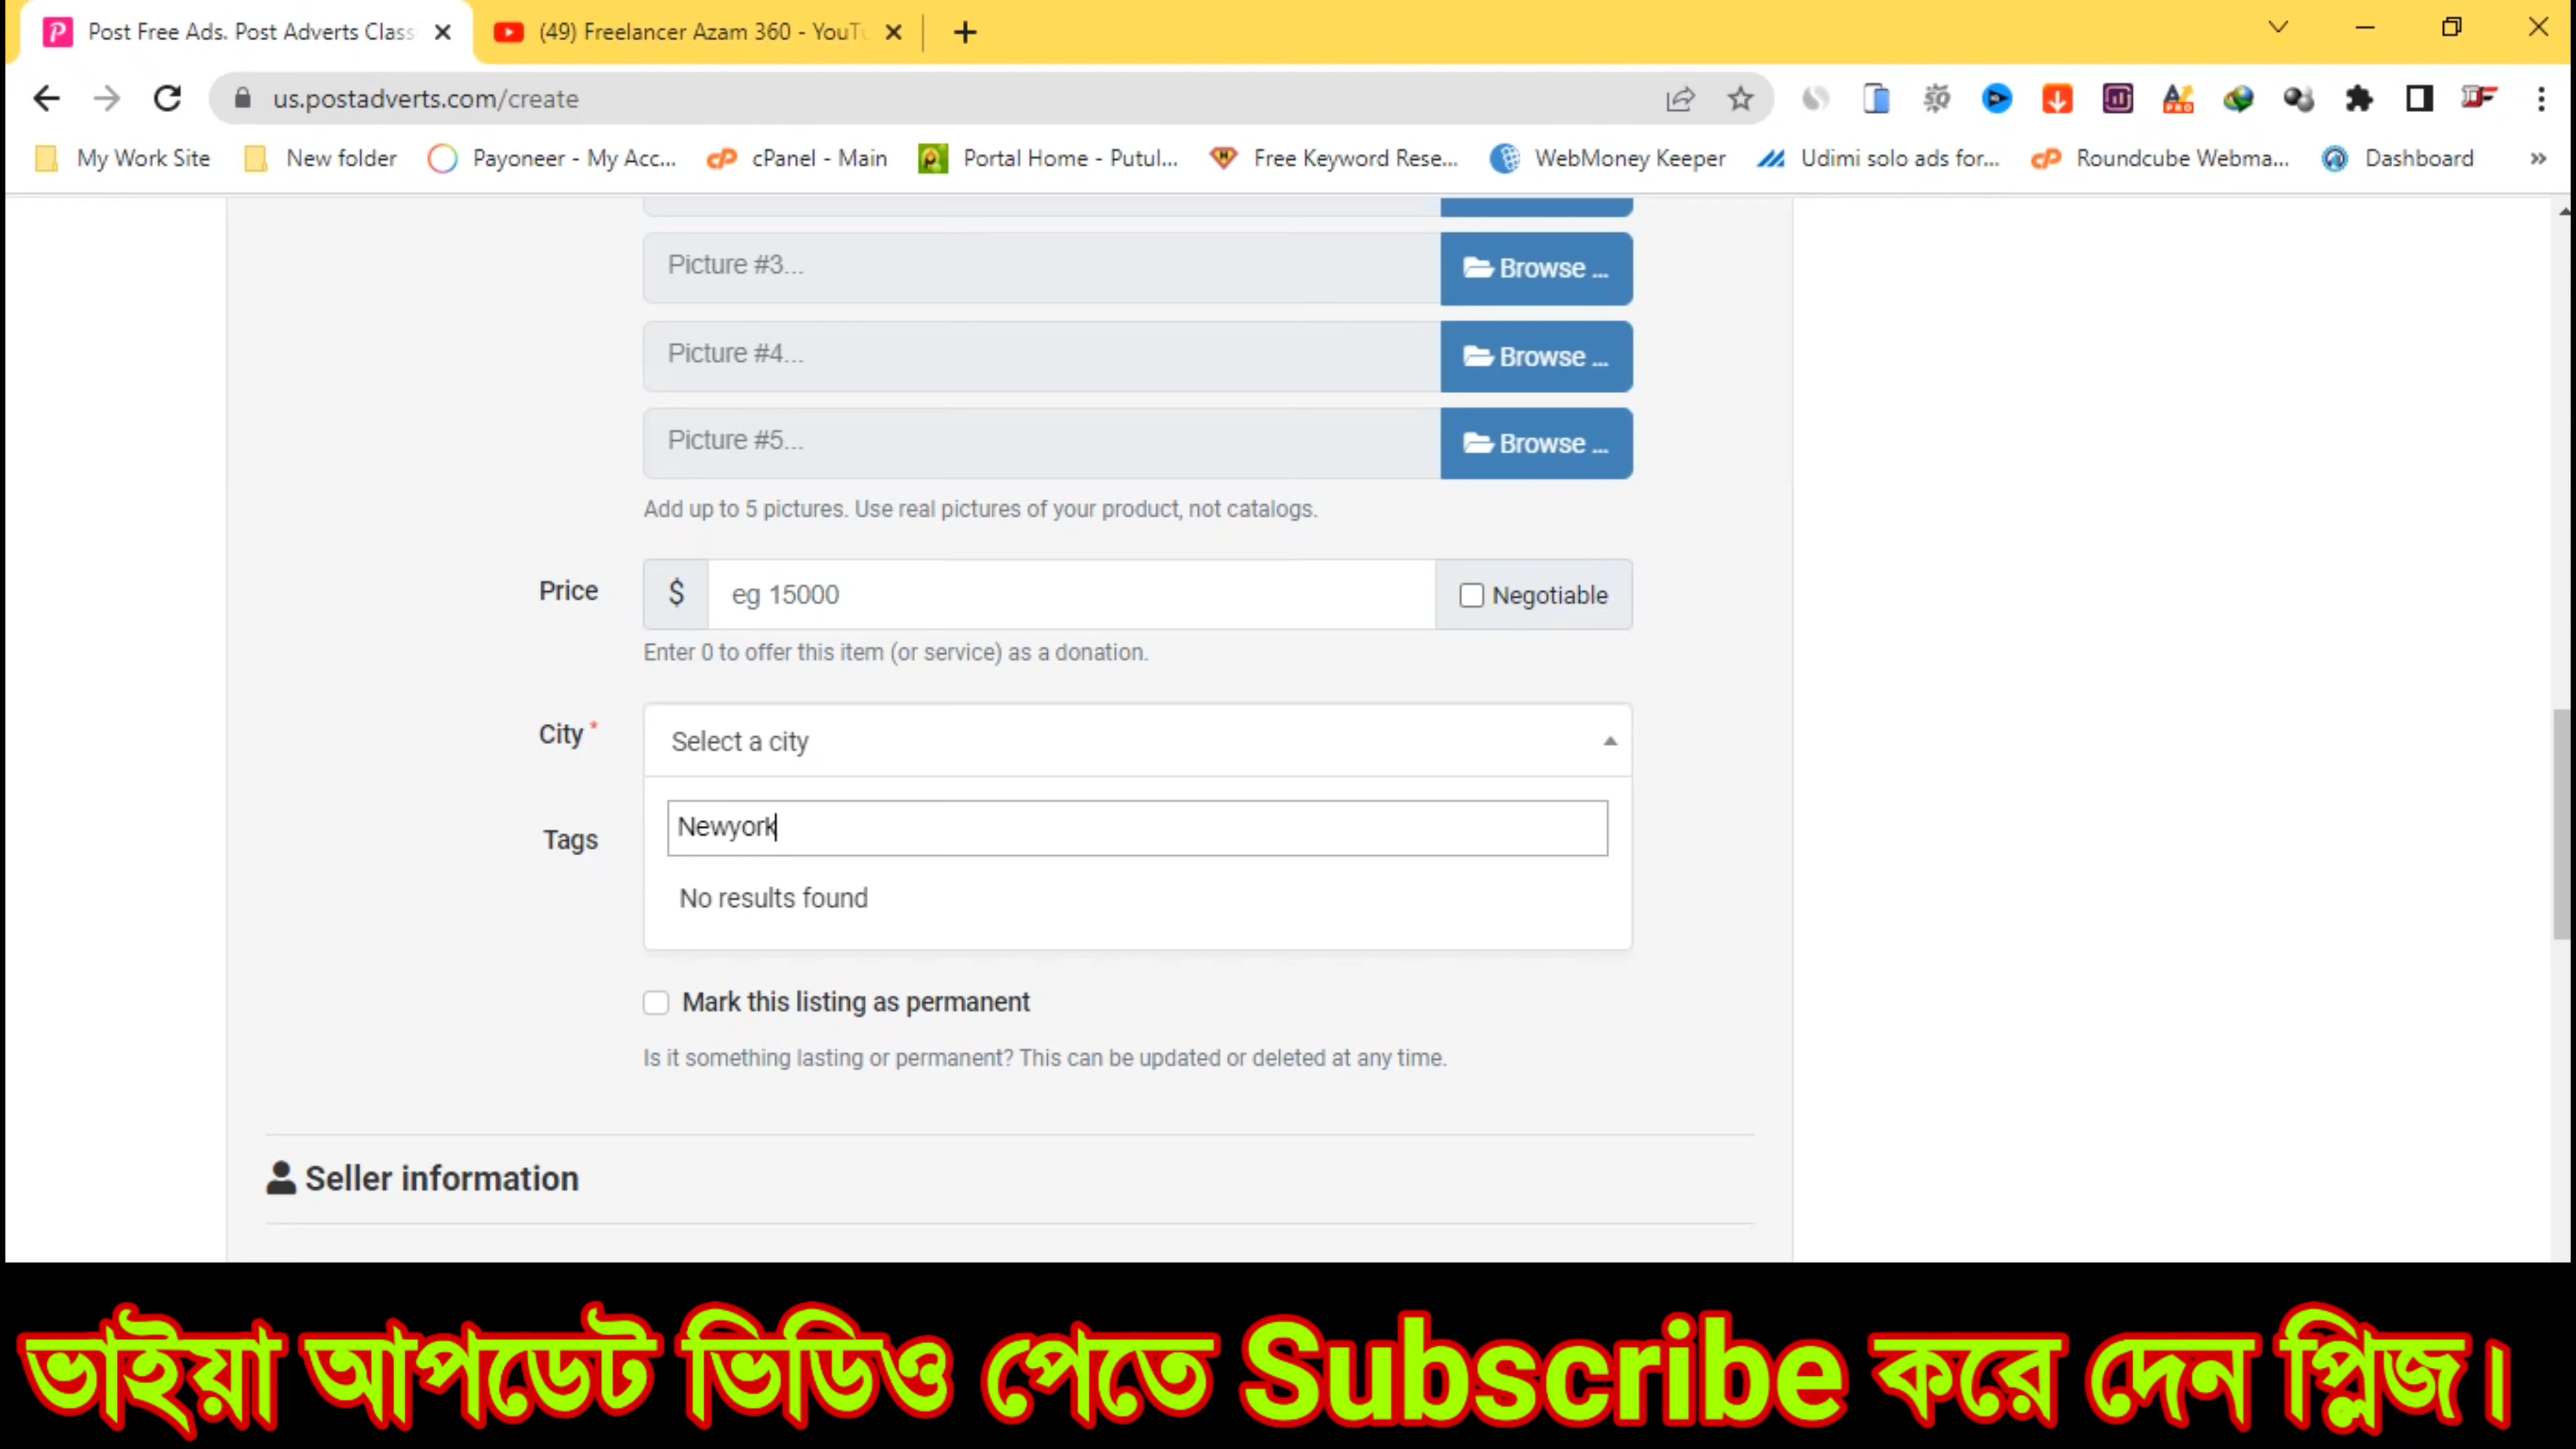 Post Free Ads. Post Adverts Class
(49) Freelancer Azam 360 - YouTu
us.postadverts.com/create
My Work Site
New folder
Payoneer - My Acc...
cPanel - Main
Portal Home - Putul...
Free Keyword Rese...
WebMoney Keeper
Udimi solo ads for...
Roundcube Webma...
Dashboard
»
Picture #3...
Browse ...
Picture #4...
Browse ...
Picture #5...
Browse ...
Add up to 5 pictures. Use real pictures of your product, not catalogs.
Price
$
eg 15000
Negotiable
Enter 0 to offer this item (or service) as a donation.
City *
Select a city
Newyork
Tags
No results found
Mark this listing as permanent
Is it something lasting or permanent? This can be updated or deleted at any time.
Seller information
ভাইয়া আপডেট ভিডিও পেতে Subscribe করে দেন প্লিজ।